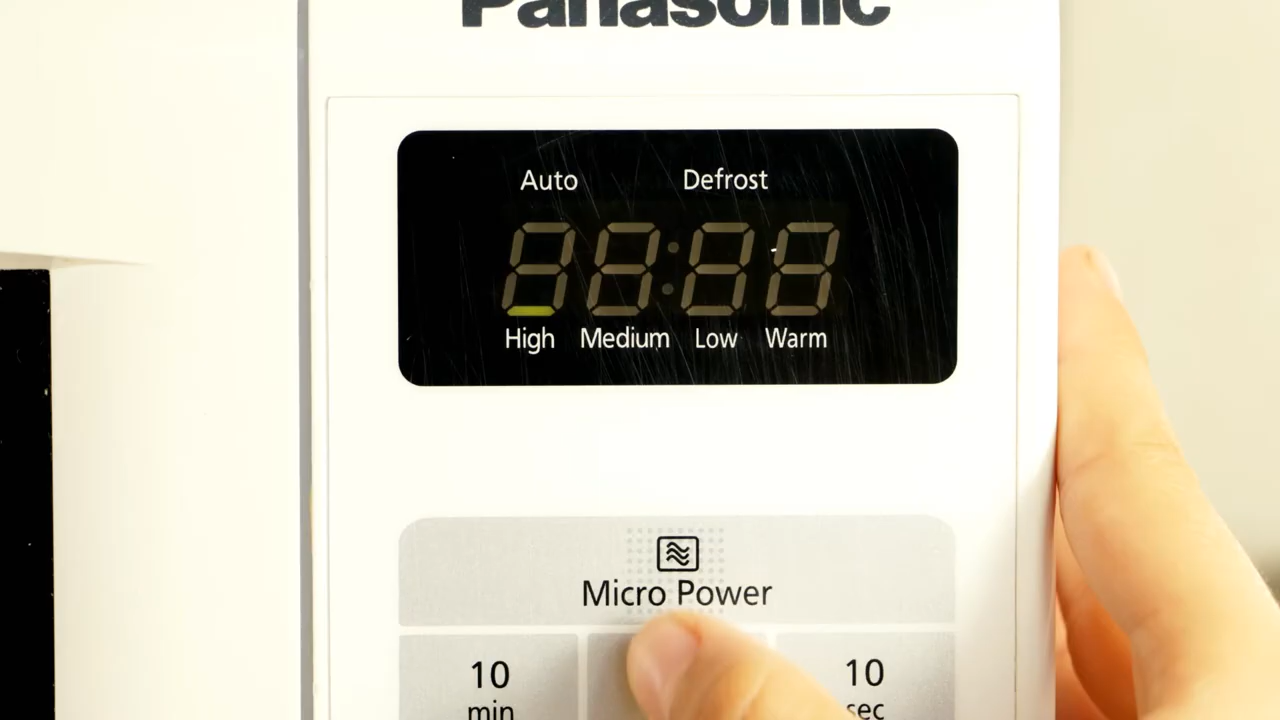 Panasonic
Auto Defrost
High Medium Low Warm
Micro Power
10 10
min sec